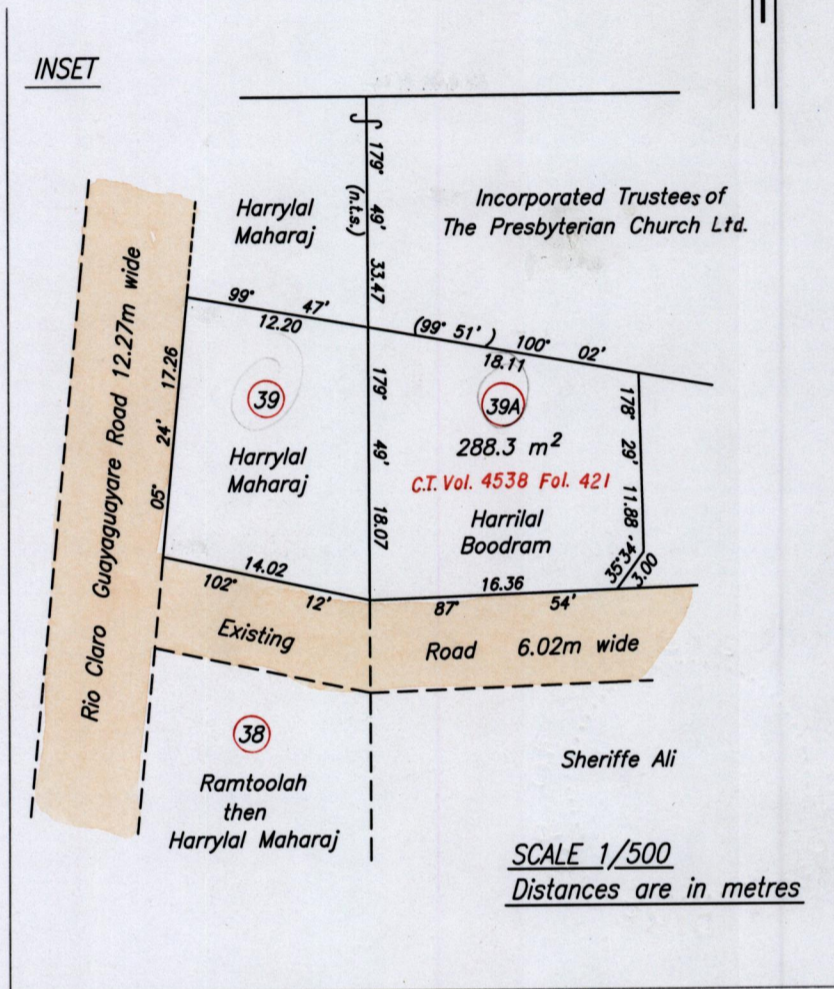 INSET
Harrylal
Maharaj
179° 49' 33.47
(n.t.s.)
Incorporated Trustees of
The Presbyterian Church Ltd.
Rio Claro Guayaguayare Road 12.27m wide
05° 24' 17.26
99° 47'
12.20
(99° 51') 100° 02'
18.11
39
Harrylal
Maharaj
179° 49' 18.07
39A
288.3 m²
C.T. Vol. 4538 Fol. 421
Harrilal
Boodram
178° 29' 11.88
35°34'
3.00
14.02
102° 12'
16.36
87° 54'
Existing Road 6.02m wide
38
Ramtoolah
then
Harrylal Maharaj
Sheriffe Ali
SCALE 1/500
Distances are in metres